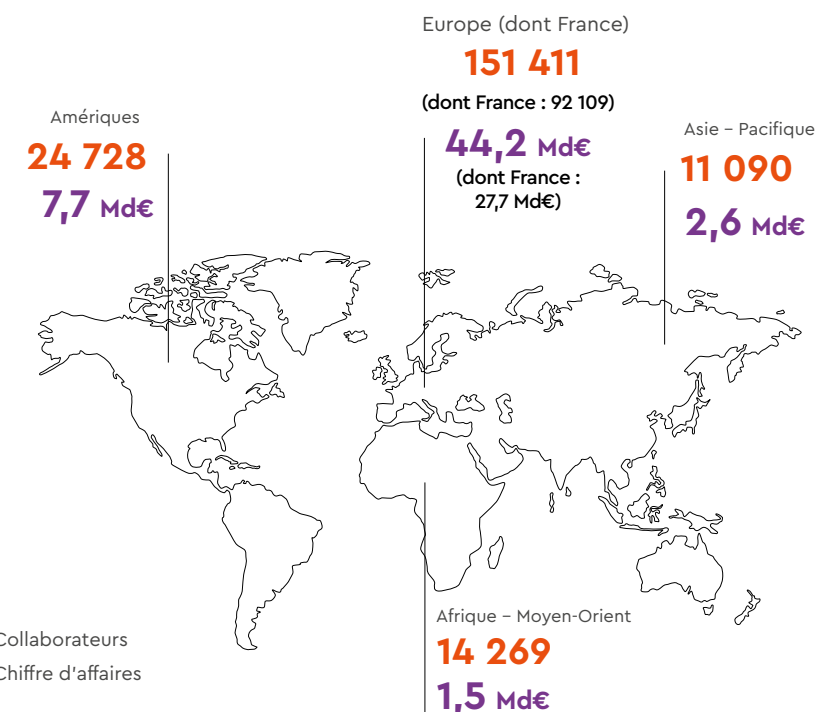 Europe (dont France)
151 411
(dont France : 92 109)
44,2 Md€
(dont France :
27,7 Md€)
Amériques
24 728
7,7 Md€
Asie – Pacifique
11 090
2,6 Md€
Afrique – Moyen-Orient
14 269
1,5 Md€
Collaborateurs
Chiffre d'affaires